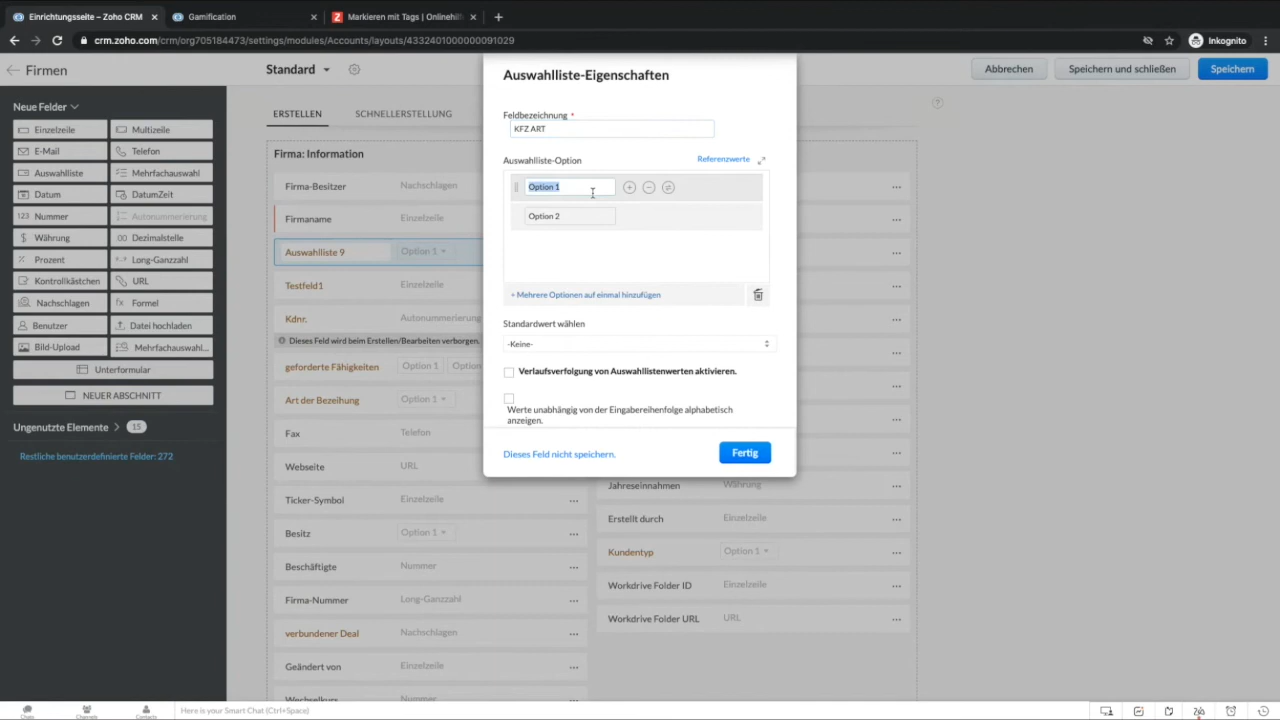 Einrichtungsseite – Zoho CRM
Gamification
Markieren mit Tags | Onlinehilf
crm.zoho.com/crm/org705184473/settings/modules/Accounts/layouts/4332401000000091029
Inkognito
Firmen
Standard
Abbrechen
Speichern und schließen
Speichern
Neue Felder
Einzelzeile
Multizeile
E-Mail
Telefon
Auswahlliste
Mehrfachauswahl
Datum
DatumZeit
Nummer
Autonummerierung
Währung
Dezimalstelle
Prozent
Long-Ganzzahl
Kontrollkästchen
URL
Nachschlagen
Formel
Benutzer
Datei hochladen
Bild-Upload
Mehrfachauswahl...
Unterformular
NEUER ABSCHNITT
Ungenutzte Elemente
15
Restliche benutzerdefinierte Felder: 272
ERSTELLEN
SCHNELLERSTELLUNG
Firma: Information
Firma-Besitzer
Nachschlagen
Firmaname
Einzelzeile
Auswahlliste 9
Option 1
Testfeld1
Einzelzeile
Kdnr.
Autonummerierung
Dieses Feld wird beim Erstellen/Bearbeiten verborgen.
geforderte Fähigkeiten
Option 1
Option
Art der Bezeihung
Option 1
Fax
Telefon
Webseite
URL
Ticker-Symbol
Einzelzeile
Besitz
Option 1
Beschäftigte
Nummer
Firma-Nummer
Long-Ganzzahl
verbundener Deal
Nachschlagen
Geändert von
Einzelzeile
Wechselkurs
Nummer
Auswahlliste-Eigenschaften
Feldbezeichnung *
KFZ ART
Auswahlliste-Option
Referenzwerte
Option 1
Option 2
+ Mehrere Optionen auf einmal hinzufügen
Standardwert wählen
-Keine-
Verlaufsverfolgung von Auswahllistenwerten aktivieren.
Werte unabhängig von der Eingabereihenfolge alphabetisch
anzeigen.
Dieses Feld nicht speichern.
Fertig
Jahreseinnahmen
Währung
Erstellt durch
Einzelzeile
Kundentyp
Option 1
Workdrive Folder ID
Einzelzeile
Workdrive Folder URL
URL
Chats
Channels
Contacts
Here is your Smart Chat (Ctrl+Space)